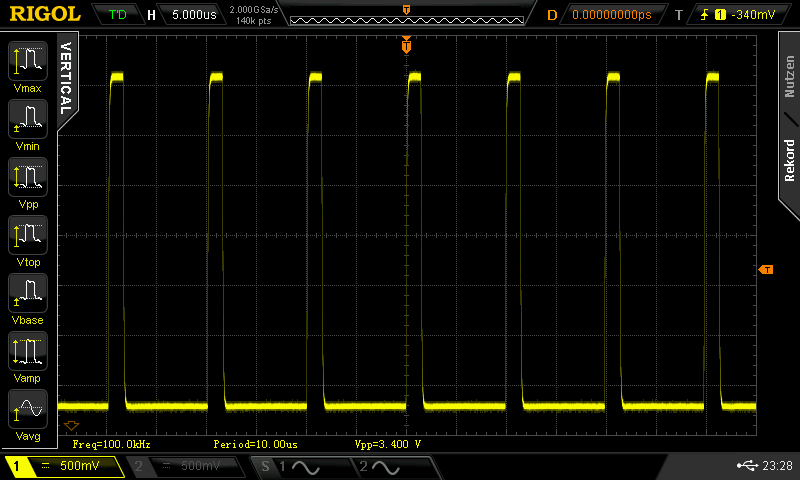 RIGOL T'D H 5.000us 2.000GSa/s 140k pts D 0.00000000ps T 1 -340mV
T
T
VERTICAL
Vmax
Vmin
Vpp
Vtop
Vbase
Vamp
Vavg
Nutzen
Rekord
T
Freq=100.0kHz Period=10.00us Vpp=3.400 V
1 500mV 2 500mV S 1 2 23:28